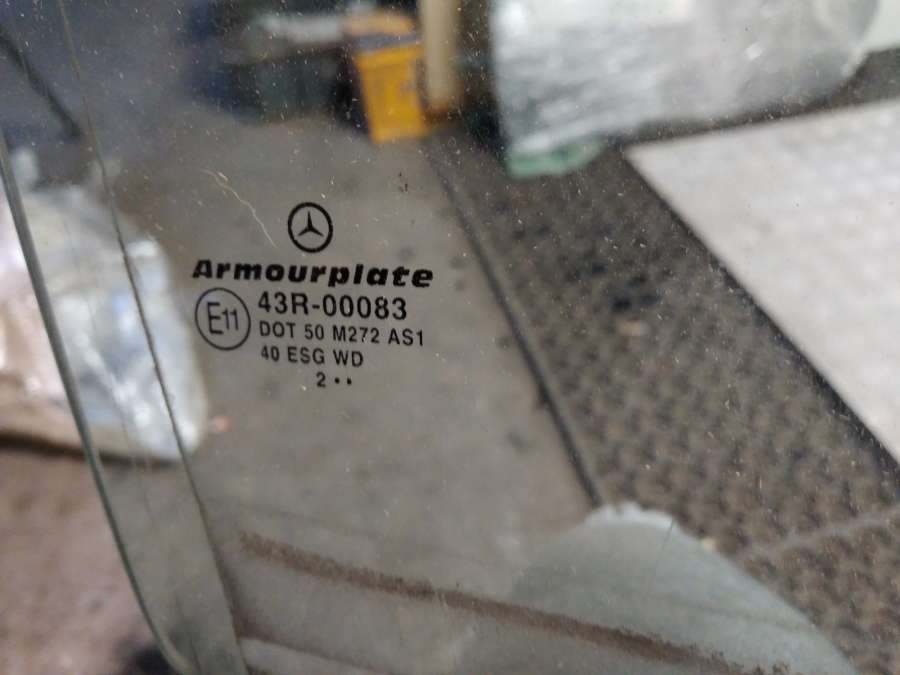 Armourplate
E11
43R-00083
DOT 50 M272 AS1
40 ESG WD
2 ••